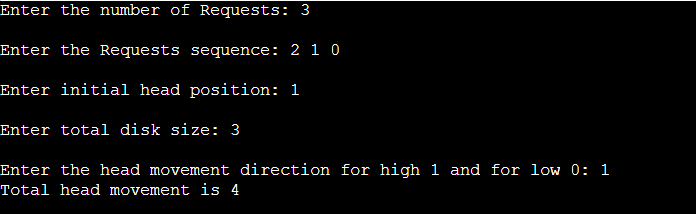 Enter the number of Requests: 3
Enter the Requests sequence: 2 1 0
Enter initial head position: 1
Enter total disk size: 3
Enter the head movement direction for high 1 and for low 0: 1
Total head movement is 4